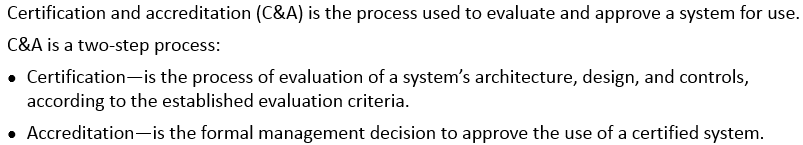 Certification and accreditation (C&A) is the process used to evaluate and approve a system for use.
C&A is a two-step process:
• Certification—is the process of evaluation of a system's architecture, design, and controls,
according to the established evaluation criteria.
• Accreditation—is the formal management decision to approve the use of a certified system.